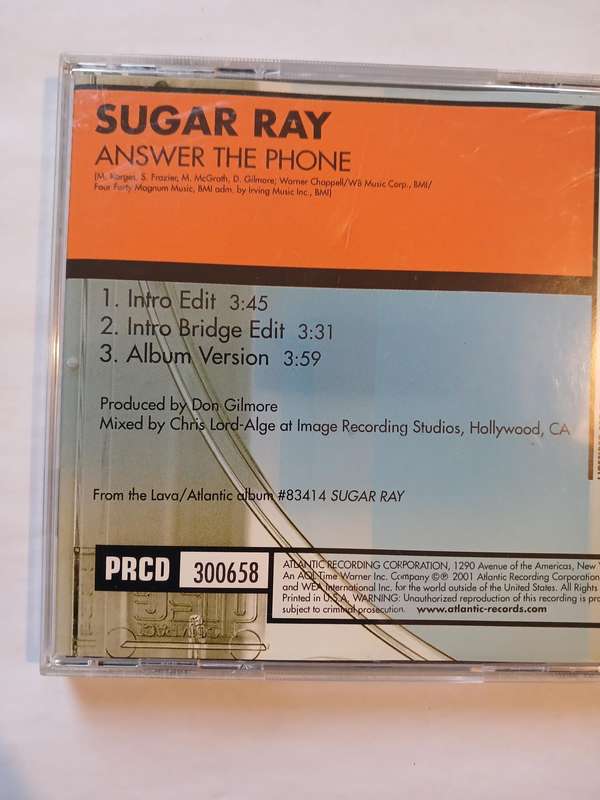 SUGAR RAY
ANSWER THE PHONE
(M. Karges, S. Frazier, M. McGrath, D. Gilmore; Warner Chappell/WB Music Corp., BMI/
Four Forty Magnum Music, BMI adm. by Irving Music Inc., BMI)
1. Intro Edit 3:45
2. Intro Bridge Edit 3:31
3. Album Version 3:59
Produced by Don Gilmore
Mixed by Chris Lord-Alge at Image Recording Studios, Hollywood, CA
From the Lava/Atlantic album #83414 SUGAR RAY
PRCD 300658
ATLANTIC RECORDING CORPORATION, 1290 Avenue of the Americas, New
An AOL Time Warner Inc. Company ©℗ 2001 Atlantic Recording Corporation
and WEA International Inc. for the world outside of the United States. All Rights
Printed in U.S.A. WARNING: Unauthorized reproduction of this recording is
subject to criminal prosecution. www.atlantic-records.com